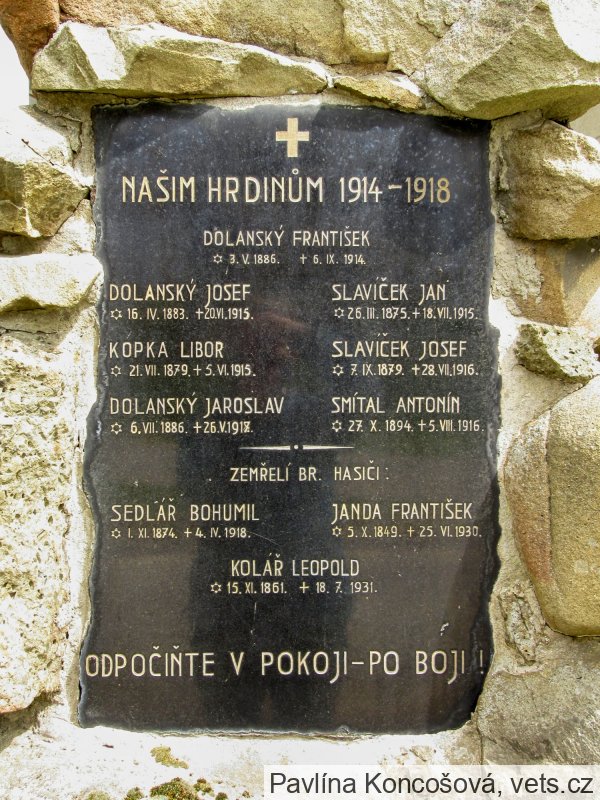 NAŠIM HRDINŮM 1914-1918
DOLANSKÝ FRANTIŠEK
✡ 3. V. 1886. + 6. IX. 1914.
DOLANSKÝ JOSEF
✡ 16. IV. 1883. +20.VI.1915.
SLAVÍČEK JAN
✡ 26. III. 1875.+18.VII.1915.
KOPKA LIBOR
✡ 21. VII. 1879.+ 5. VI. 1915.
SLAVÍČEK JOSEF
✡ 7. IX. 1879. +28.VII.1916.
DOLANSKÝ JAROSLAV
✡ 6. VII. 1886. +26.V.1917.
SMÍTAL ANTONÍN
✡ 27. X. 1894. +5.VIII. 1916.
ZEMŘELÍ BR. HASIČI:
SEDLÁŘ BOHUMIL
✡ 1. XI. 1874. + 4. IV. 1918.
JANDA FRANTIŠEK
✡ 5. X. 1849. + 25. VI. 1930.
KOLÁŘ LEOPOLD
✡ 15. XI. 1861. + 18. 7. 1931.
ODPOČIŇTE V POKOJI-PO BOJI!
Pavlína Koncošová, vets.cz